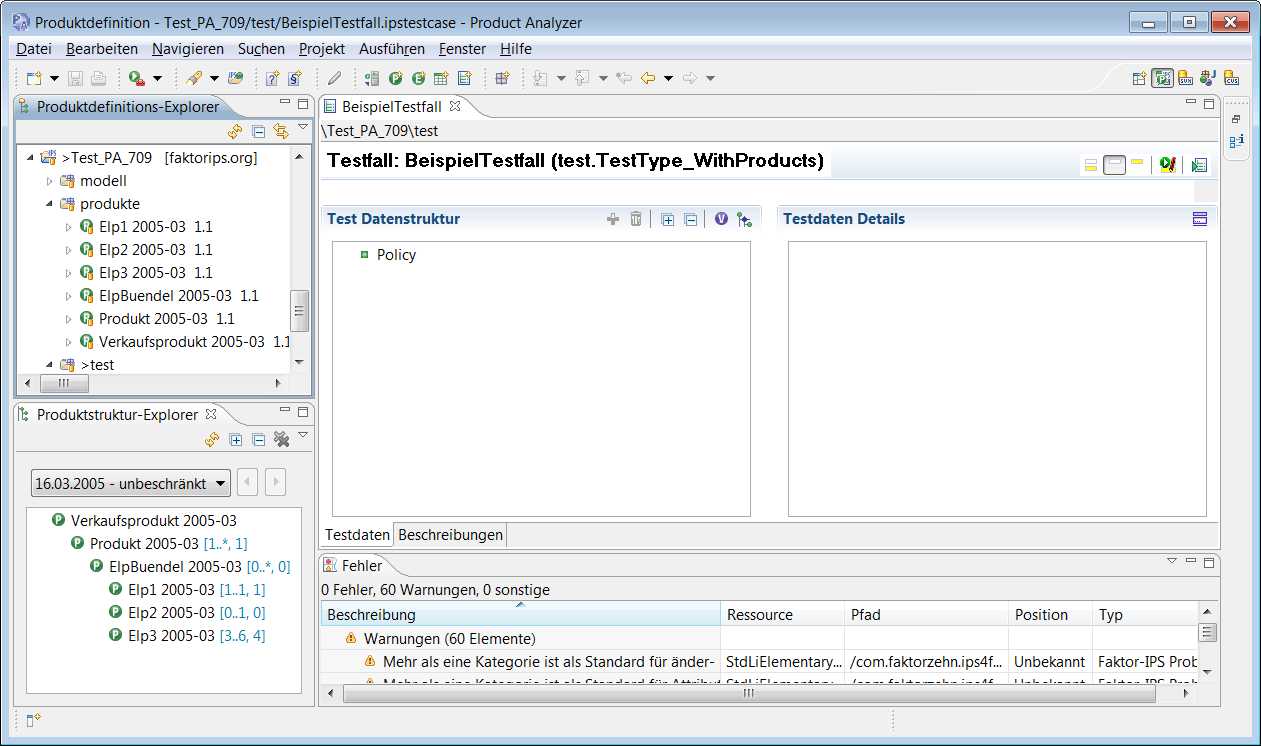 Produktdefinition - Test_PA_709/test/BeispielTestfall.ipstestcase - Product Analyzer
Datei Bearbeiten Navigieren Suchen Projekt Ausführen Fenster Hilfe
Produktdefinitions-Explorer
>Test_PA_709 [faktorips.org]
modell
produkte
Elp1 2005-03 1.1
Elp2 2005-03 1.1
Elp3 2005-03 1.1
ElpBuendel 2005-03 1.1
Produkt 2005-03 1.1
Verkaufsprodukt 2005-03 1.1
>test
Produktstruktur-Explorer
16.03.2005 - unbeschränkt
Verkaufsprodukt 2005-03
Produkt 2005-03 [1..*, 1]
ElpBuendel 2005-03 [0..*, 0]
Elp1 2005-03 [1..1, 1]
Elp2 2005-03 [0..1, 0]
Elp3 2005-03 [3..6, 4]
BeispielTestfall
\Test_PA_709\test
Testfall: BeispielTestfall (test.TestType_WithProducts)
Test Datenstruktur
Policy
Testdaten Details
Testdaten Beschreibungen
Fehler
0 Fehler, 60 Warnungen, 0 sonstige
Beschreibung Ressource Pfad Position Typ
Warnungen (60 Elemente)
Mehr als eine Kategorie ist als Standard für änder- StdLiElementary... /com.faktorzehn.ips4f... Unbekannt Faktor-IPS Prob
Mehr als eine Kategorie ist als Standard für Attribut StdLiElementary... /com.faktorzehn.ips4f... Unbekannt Faktor-IPS Prob